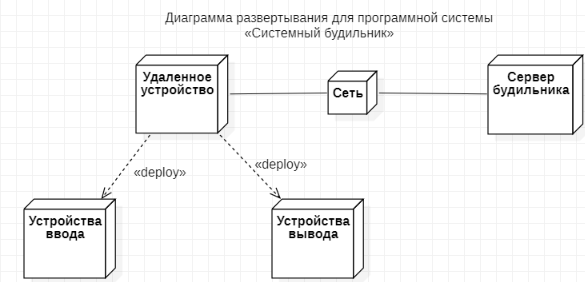 Диаграмма развертывания для программной системы
«Системный будильник»
Удаленное
устройство
Сеть
Сервер
будильника
«deploy»
«deploy»
Устройства
ввода
Устройства
вывода